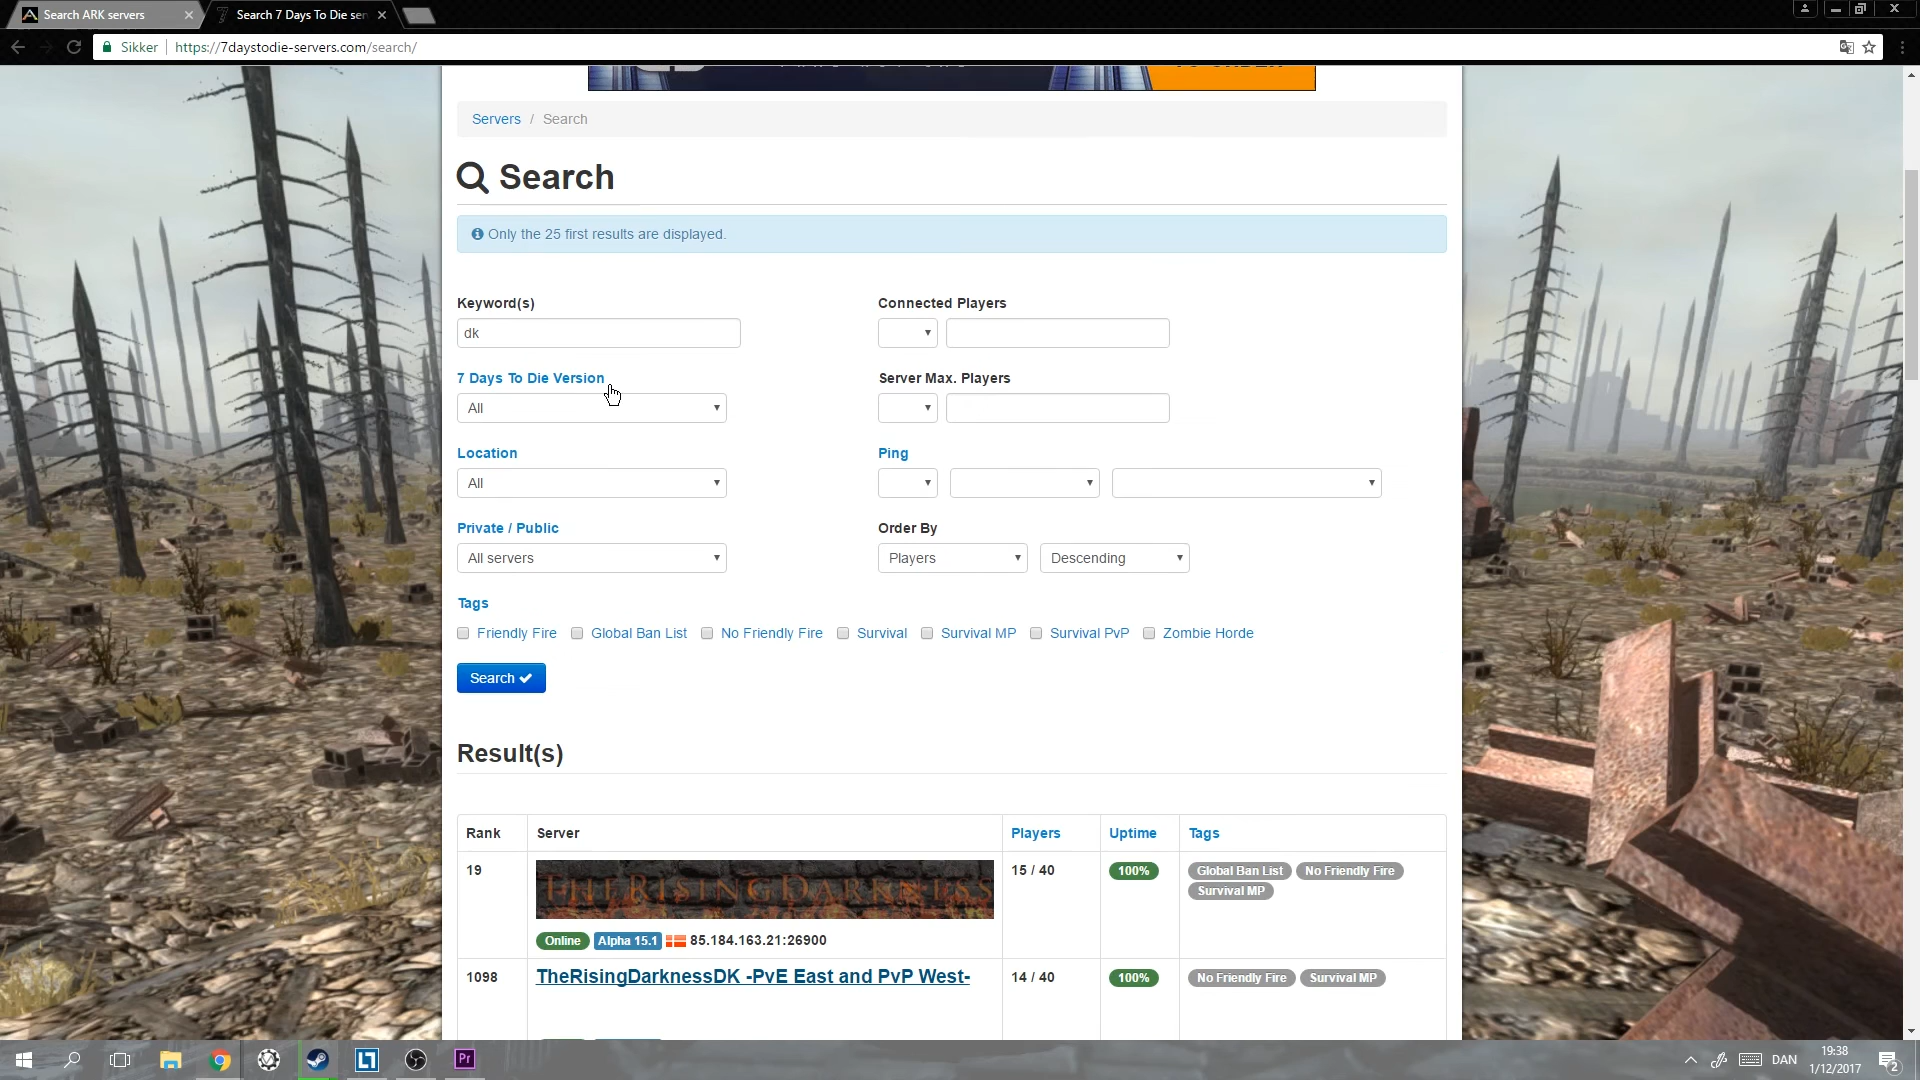 Search ARK servers
Search 7 Days To Die ser
Sikker
https://7daystodie-servers.com/search/
Servers / Search
Search
Only the 25 first results are displayed.
Keyword(s)
Connected Players
dk
7 Days To Die Version
Server Max. Players
All
Location
Ping
All
Private / Public
Order By
All servers
Players
Descending
Tags
Friendly Fire
Global Ban List
No Friendly Fire
Survival
Survival MP
Survival PvP
Zombie Horde
Search
Result(s)
Rank
Server
Players
Uptime
Tags
19
THERISINGDARKNESS
15 / 40
100%
Global Ban List
No Friendly Fire
Survival MP
Online
Alpha 15.1
85.184.163.21:26900
1098
TheRisingDarknessDK -PvE East and PvP West-
14 / 40
100%
No Friendly Fire
Survival MP
Pr
DAN
19:38
1/12/2017
2